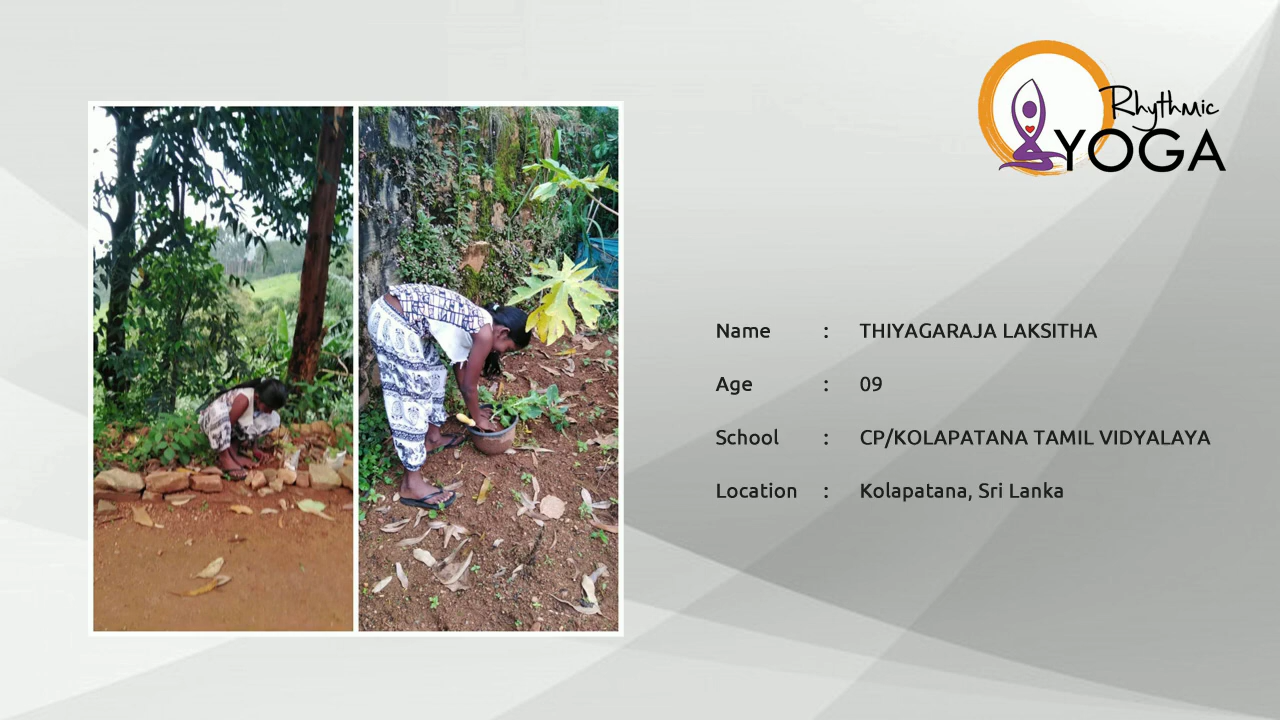 Rhythmic
YOGA
Name : THIYAGARAJA LAKSITHA
Age : 09
School : CP/KOLAPATANA TAMIL VIDYALAYA
Location : Kolapatana, Sri Lanka